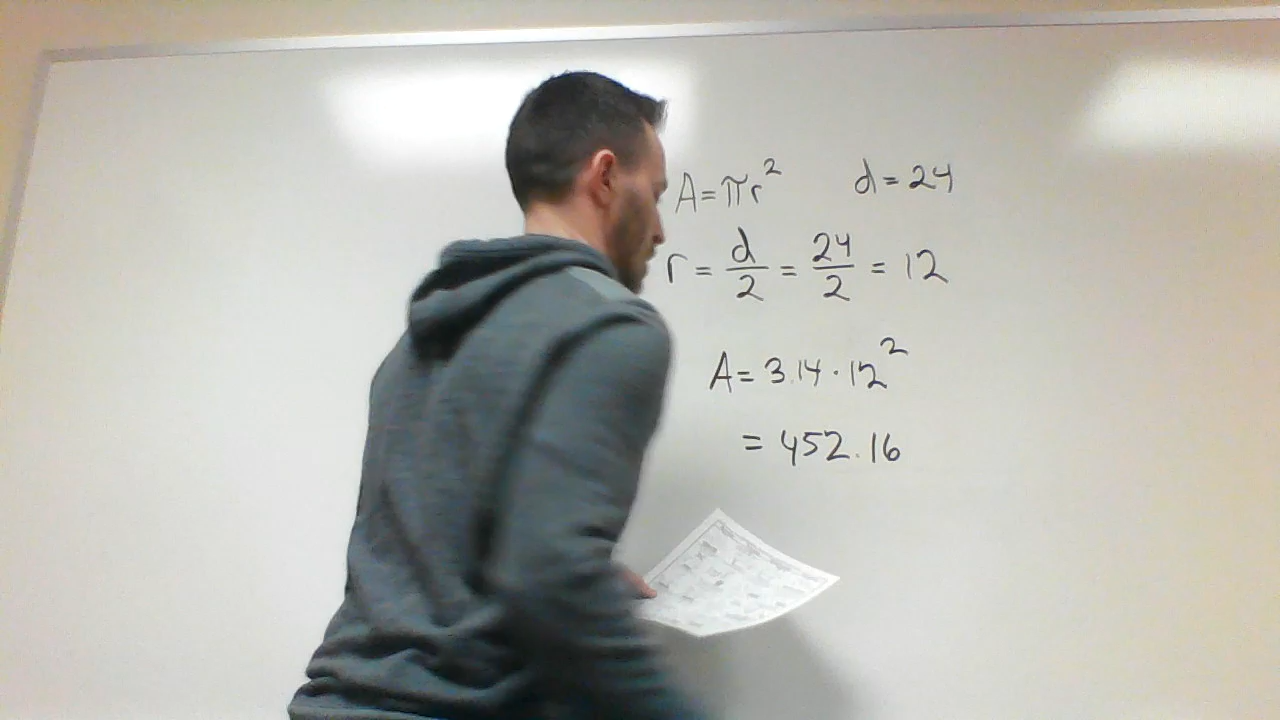 A = πr² d = 24
r = d/2 = 24/2 = 12
A = 3.14 · 12²
= 452.16